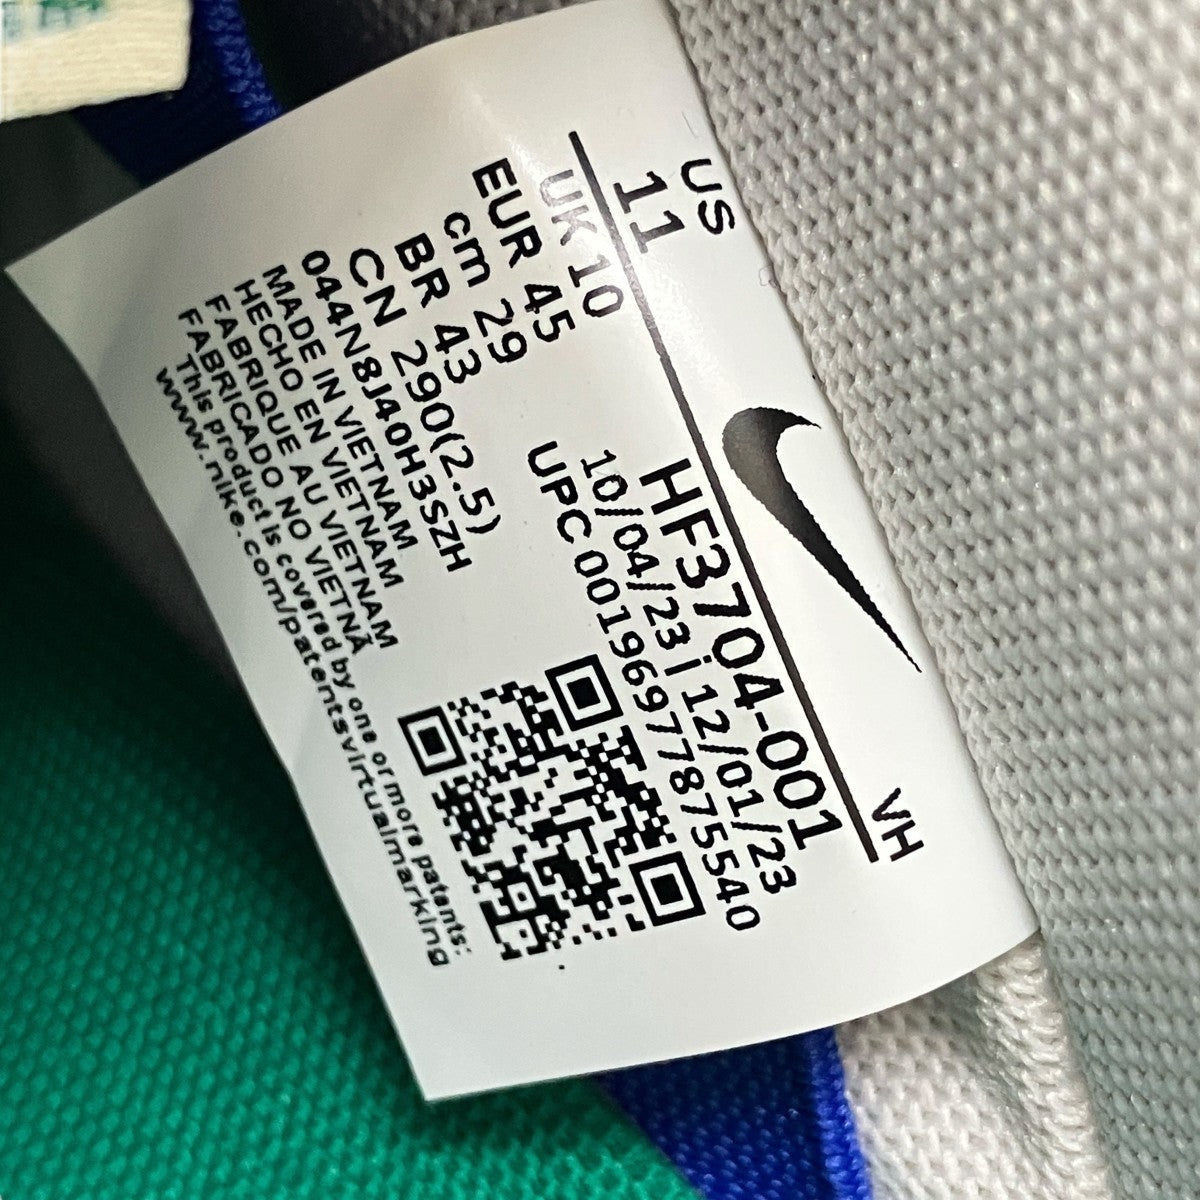 US
11
VH
UK 10
EUR 45
cm 29
BR 43
CN 290(2.5)
HF3704-001
10/04/23 | 12/01/23
UPC 00196977875540
044N8J40H3SZH
MADE IN VIETNAM
HECHO EN VIETNAM
FABRIQUE AU VIETNAM
FABRICADO NO VIETNÃ
This product is covered by one or more patents:
www.nike.com/patentsvirtualmarking